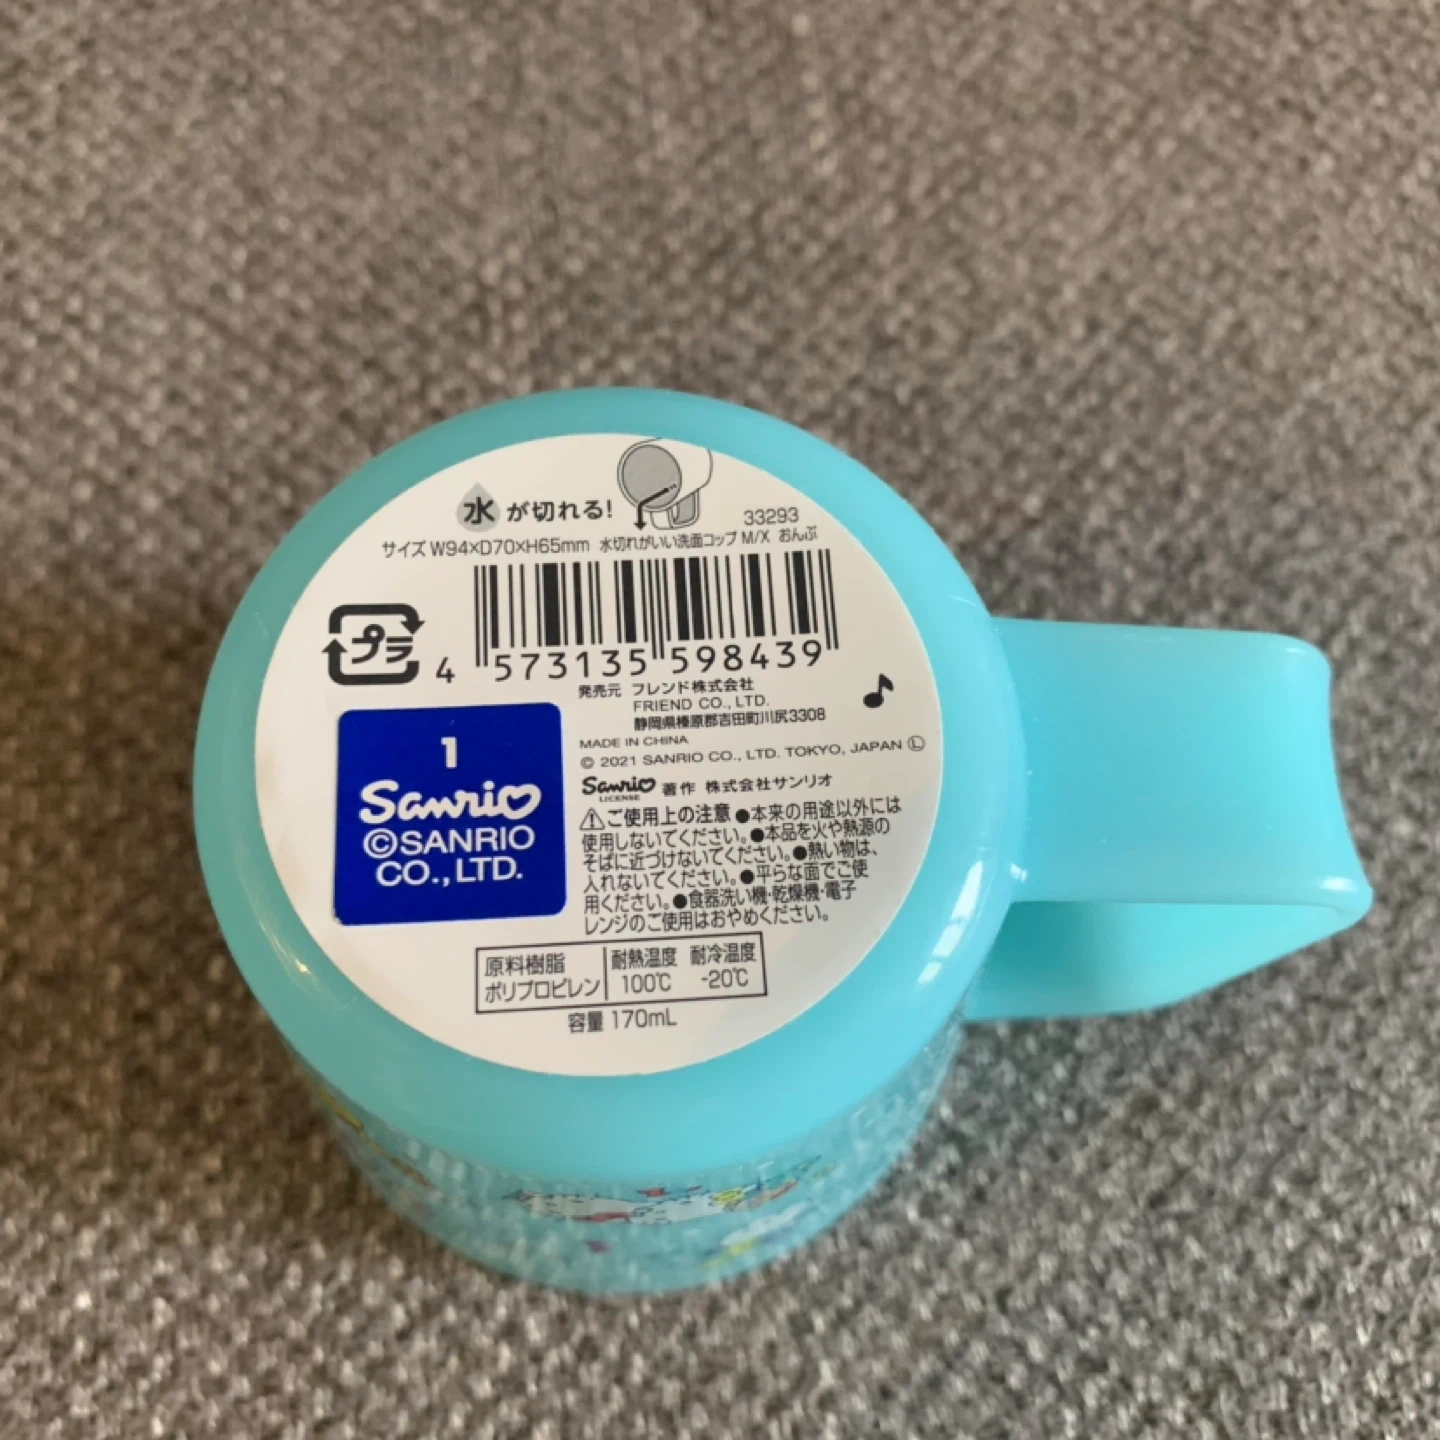 水が切れる!
33293
サイズ W94×D70×H65mm 水切れがいい洗面コップ M/X おんぷ
プラ
4 573135 598439
発売元 フレンド株式会社
FRIEND CO., LTD.
静岡県榛原郡吉田町川尻3308
MADE IN CHINA
© 2021 SANRIO CO., LTD. TOKYO, JAPAN Ⓛ
Sanrio 著作 株式会社サンリオ
LICENSE
1
Sanrio
©SANRIO
CO., LTD.
⚠ご使用上の注意 ●本来の用途以外には
使用しないでください。●本品を火や熱源の
そばに近づけないでください。●熱い物は、
入れないでください。●平らな面でご使
用ください。●食器洗い機・乾燥機・電子
レンジのご使用はおやめください。
原料樹脂 耐熱温度 耐冷温度
ポリプロピレン 100℃ -20℃
容量 170mL